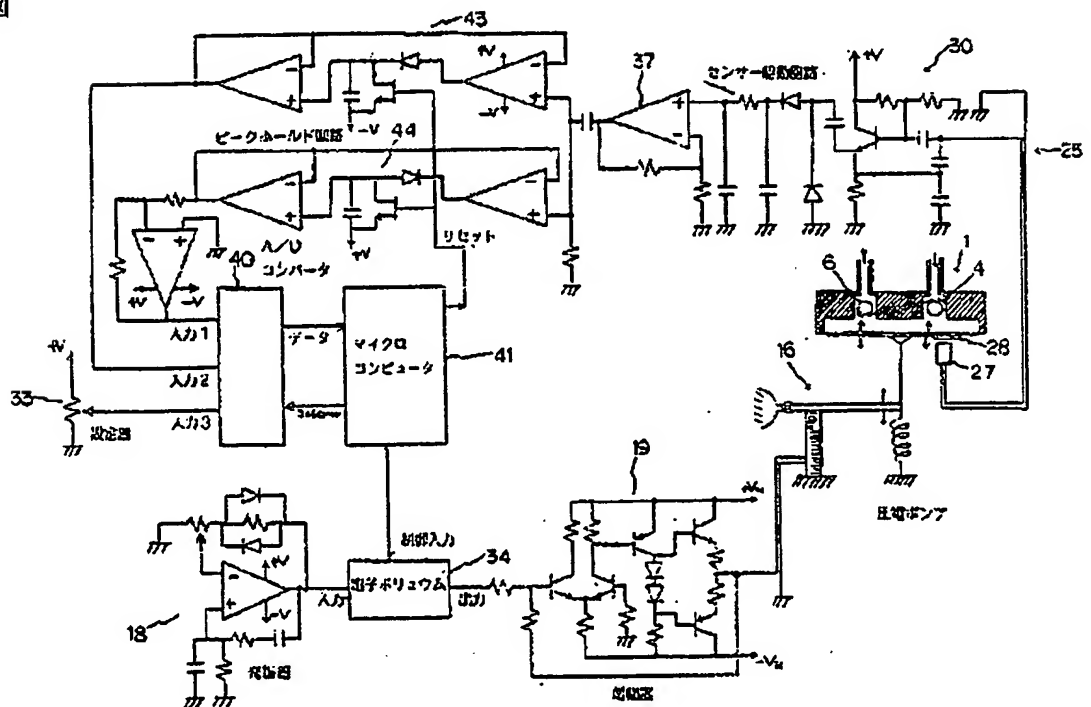 図
43
+V
-V
-V
ピークホールド回路
44
+V
リセット
A/D
コンバータ
40
+V
-V
入力1
入力2
入力3
データ
マイクロ
コンピュータ
41
+V
33
設定器
37
センサー駆動回路
+V
30
25
1
6
4
28
27
16
圧電ポンプ
19
制御入力
34
電子ボリュウム
入力
出力
+V
-V
18
発振器
増幅器